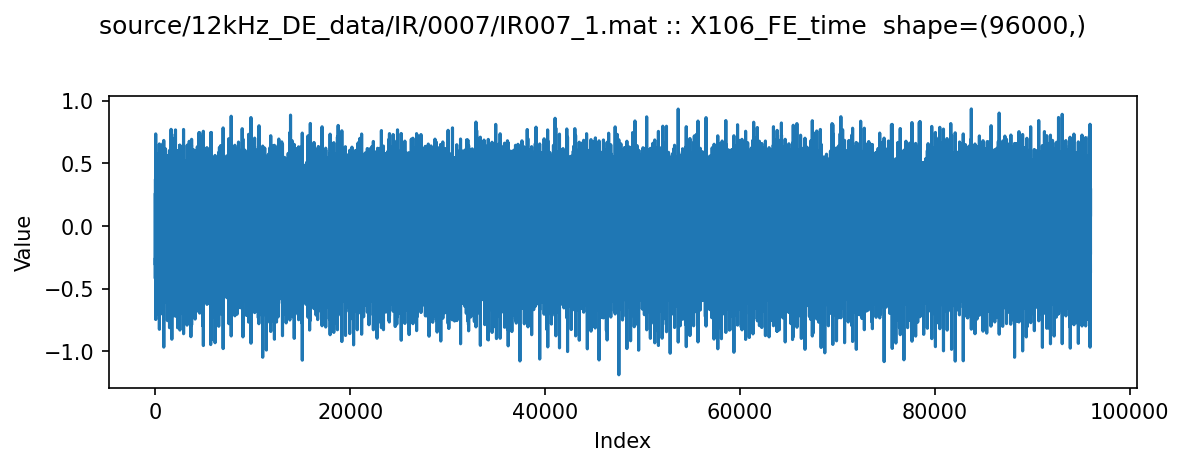 source/12kHz_DE_data/IR/0007/IR007_1.mat :: X106_FE_time  shape=(96000,)
1.0
0.5
0.0
−0.5
−1.0
Value
0 20000 40000 60000 80000 100000
Index